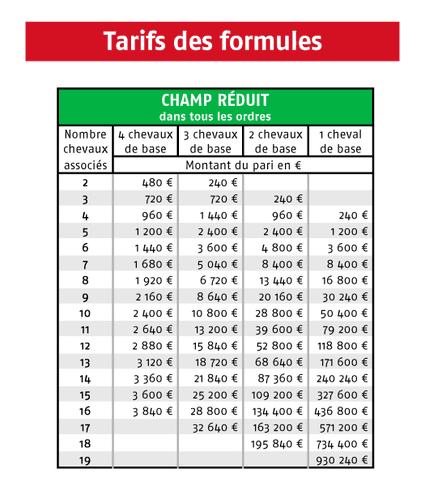 Tarifs des formules
CHAMP RÉDUIT
dans tous les ordres
Nombre chevaux associés 4 chevaux de base 3 chevaux de base 2 chevaux de base 1 cheval de base
Montant du pari en €
2 480 € 240 €
3 720 € 720 € 240 €
4 960 € 1 440 € 960 € 240 €
5 1 200 € 2 400 € 2 400 € 1 200 €
6 1 440 € 3 600 € 4 800 € 3 600 €
7 1 680 € 5 040 € 8 400 € 8 400 €
8 1 920 € 6 720 € 13 440 € 16 800 €
9 2 160 € 8 640 € 20 160 € 30 240 €
10 2 400 € 10 800 € 28 800 € 50 400 €
11 2 640 € 13 200 € 39 600 € 79 200 €
12 2 880 € 15 840 € 52 800 € 118 800 €
13 3 120 € 18 720 € 68 640 € 171 600 €
14 3 360 € 21 840 € 87 360 € 240 240 €
15 3 600 € 25 200 € 109 200 € 327 600 €
16 3 840 € 28 800 € 134 400 € 436 800 €
17 32 640 € 163 200 € 571 200 €
18 195 840 € 734 400 €
19 930 240 €